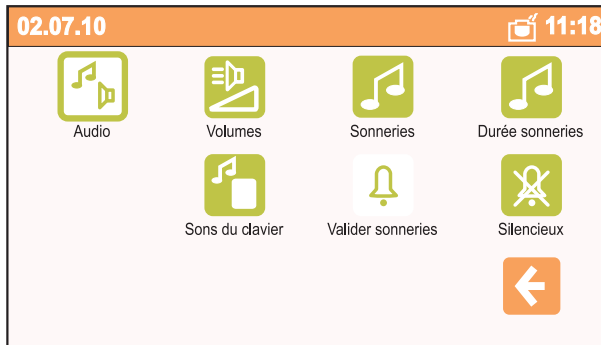 02.07.10 11:18
Audio Volumes Sonneries Durée sonneries
Sons du clavier Valider sonneries Silencieux